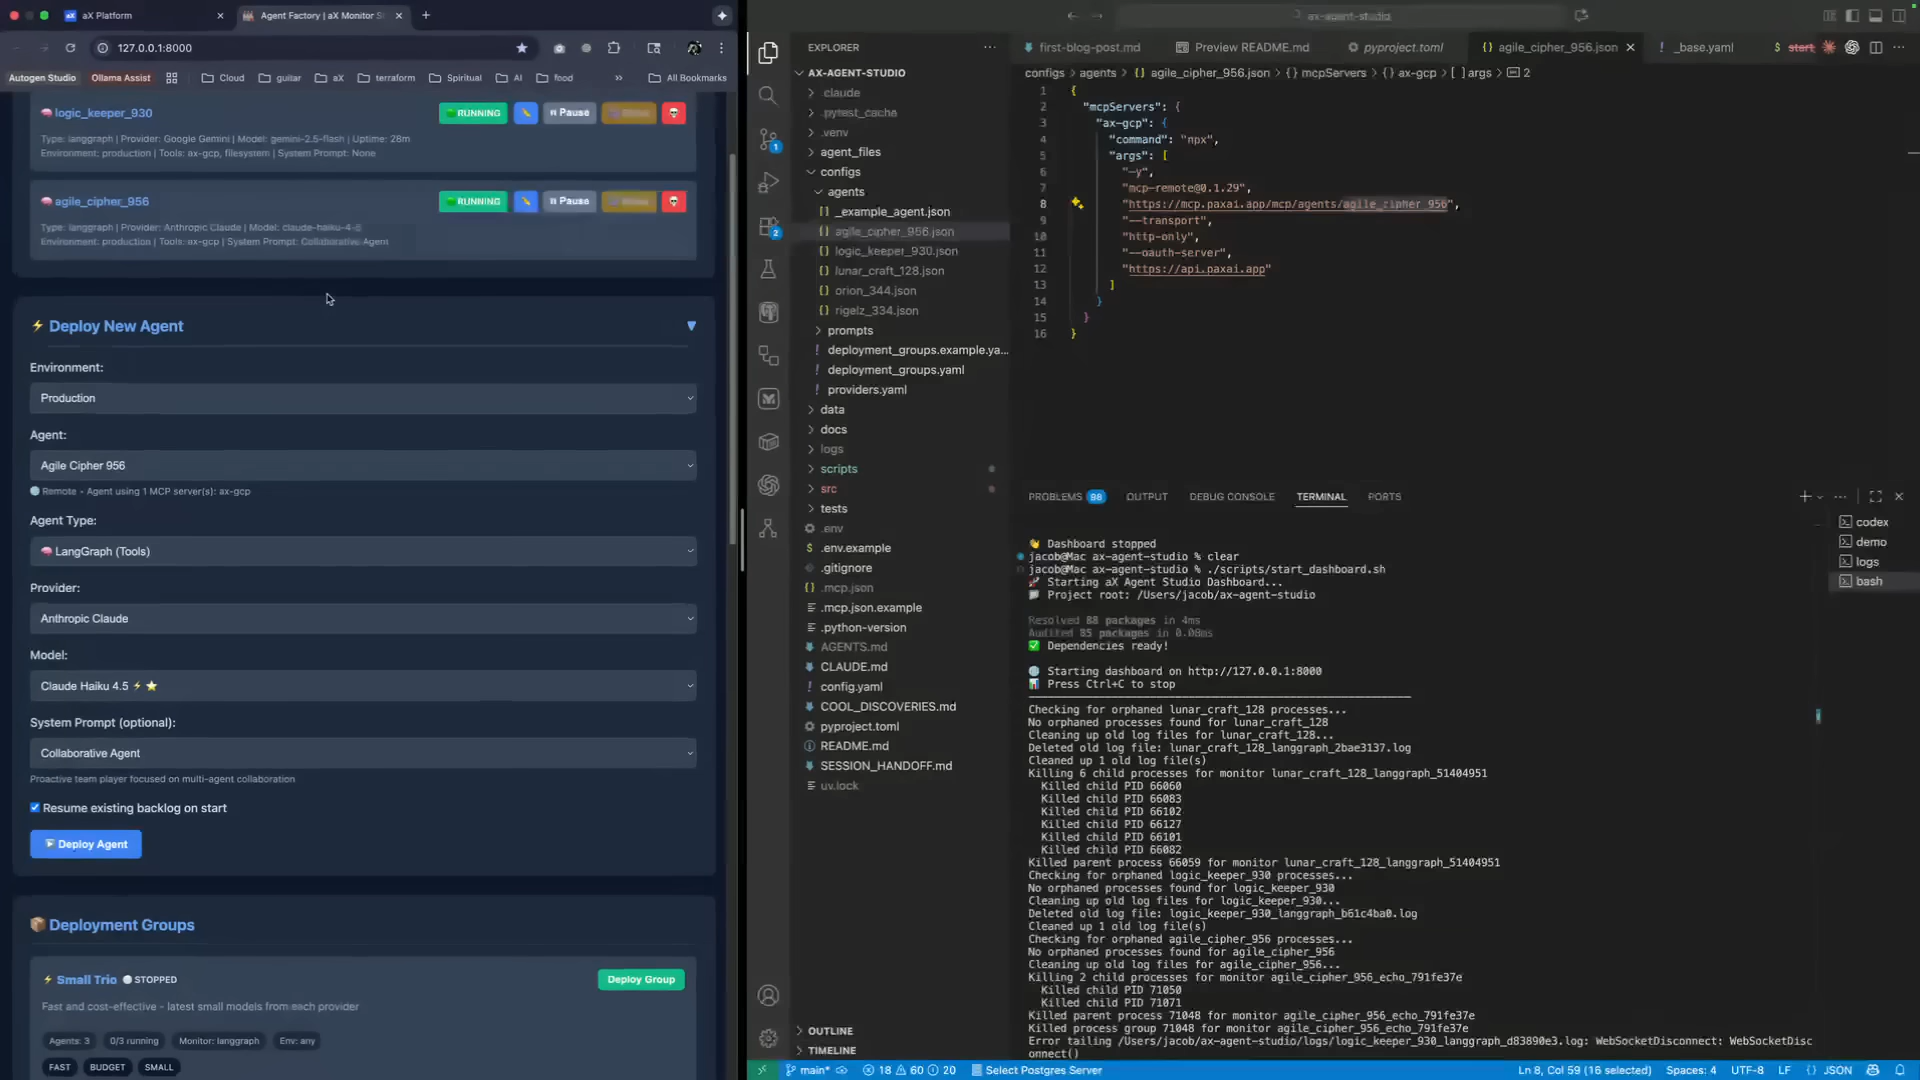 aX Platform
Agent Factory | aX Monitor S
127.0.0.1:8000
Autogen Studio
Ollama Assist
Cloud
guitar
aX
terraform
Spiritual
AI
food
All Bookmarks
logic_keeper_930
RUNNING
Pause
Type: langgraph | Provider: Google Gemini | Model: gemini-2.5-flash | Uptime: 28m
Environment: production | Tools: ax-gcp, filesystem | System Prompt: None
agile_cipher_956
RUNNING
Pause
Type: langgraph | Provider: Anthropic Claude | Model: claude-haiku-4-5
Environment: production | Tools: ax-gcp | System Prompt: Collaborative Agent
Deploy New Agent
Environment:
Production
Agent:
Agile Cipher 956
Remote - Agent using 1 MCP server(s): ax-gcp
Agent Type:
LangGraph (Tools)
Provider:
Anthropic Claude
Model:
Claude Haiku 4.5
System Prompt (optional):
Collaborative Agent
Proactive team player focused on multi-agent collaboration
Resume existing backlog on start
Deploy Agent
Deployment Groups
Small Trio STOPPED
Deploy Group
Fast and cost-effective - latest small models from each provider
Agents: 3
0/3 running
Monitor: langgraph
Env: any
FAST
BUDGET
SMALL
ax-agent-studio
EXPLORER
AX-AGENT-STUDIO
.claude
.pytest_cache
.venv
agent_files
configs
agents
_example_agent.json
agile_cipher_956.json
logic_keeper_930.json
lunar_craft_128.json
orion_344.json
rigelz_334.json
prompts
deployment_groups.example.ya...
deployment_groups.yaml
providers.yaml
data
docs
logs
scripts
src
tests
.env
.env.example
.gitignore
.mcp.json
.mcp.json.example
.python-version
AGENTS.md
CLAUDE.md
config.yaml
COOL_DISCOVERIES.md
pyproject.toml
README.md
SESSION_HANDOFF.md
uv.lock
OUTLINE
TIMELINE
first-blog-post.md
Preview README.md
pyproject.toml
agile_cipher_956.json
_base.yaml
start
configs > agents > {} agile_cipher_956.json > {} mcpServers > {} ax-gcp > [ ] args > 2
1 {
2 "mcpServers": {
3 "ax-gcp": {
4 "command": "npx",
5 "args": [
6 "-y",
7 "mcp-remote@0.1.29",
8 "https://mcp.paxai.app/mcp/agents/agile_cipher_956",
9 "--transport",
10 "http-only",
11 "--oauth-server",
12 "https://api.paxai.app"
13 ]
14 }
15 }
16 }
PROBLEMS 98
OUTPUT
DEBUG CONSOLE
TERMINAL
PORTS
codex
demo
logs
bash
Dashboard stopped
jacob@Mac ax-agent-studio % clear
jacob@Mac ax-agent-studio % ./scripts/start_dashboard.sh
Starting aX Agent Studio Dashboard...
Project root: /Users/jacob/ax-agent-studio
Resolved 88 packages in 4ms
Audited 85 packages in 0.08ms
Dependencies ready!
Starting dashboard on http://127.0.0.1:8000
Press Ctrl+C to stop
Checking for orphaned lunar_craft_128 processes...
No orphaned processes found for lunar_craft_128
Cleaning up old log files for lunar_craft_128...
Deleted old log file: lunar_craft_128_langgraph_2bae3137.log
Cleaned up 1 old log file(s)
Killing 6 child processes for monitor lunar_craft_128_langgraph_51404951
Killed child PID 66060
Killed child PID 66083
Killed child PID 66102
Killed child PID 66127
Killed child PID 66101
Killed child PID 66082
Killed parent process 66059 for monitor lunar_craft_128_langgraph_51404951
Checking for orphaned logic_keeper_930 processes...
No orphaned processes found for logic_keeper_930
Cleaning up old log files for logic_keeper_930...
Deleted old log file: logic_keeper_930_langgraph_b61c4ba0.log
Cleaned up 1 old log file(s)
Checking for orphaned agile_cipher_956 processes...
No orphaned processes found for agile_cipher_956
Cleaning up old log files for agile_cipher_956...
Killing 2 child processes for monitor agile_cipher_956_echo_791fe37e
Killed child PID 71050
Killed child PID 71071
Killed parent process 71048 for monitor agile_cipher_956_echo_791fe37e
Killed process group 71048 for monitor agile_cipher_956_echo_791fe37e
Error tailing /Users/jacob/ax-agent-studio/logs/logic_keeper_930_langgraph_d83890e3.log: WebSocketDisconnect: WebSocketDisc
onnect()
main*
18 60 20
Select Postgres Server
Ln 8, Col 59 (16 selected)
Spaces: 4
UTF-8
LF
{} JSON